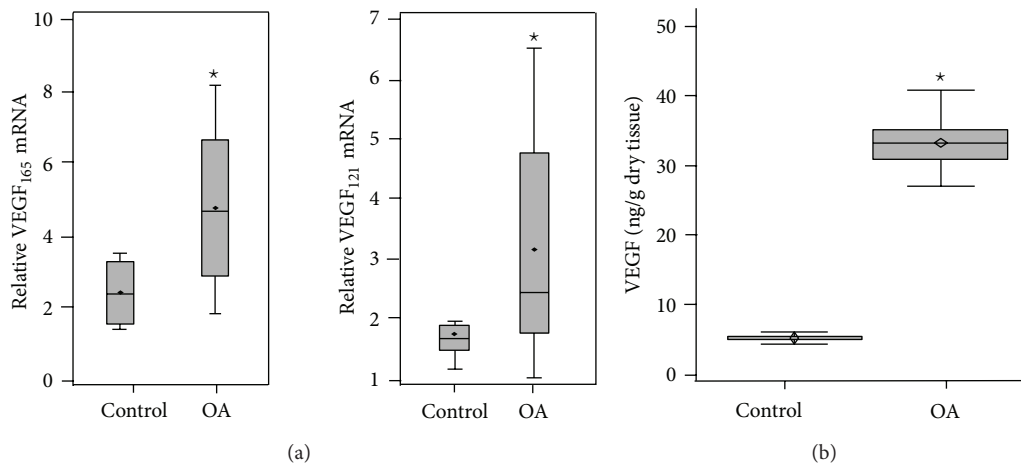 Relative VEGF₁₆₅ mRNA
10
8
6
4
2
0
*
Control OA
Relative VEGF₁₂₁ mRNA
7
6
5
4
3
2
1
*
Control OA
(a)
VEGF (ng/g dry tissue)
50
40
30
20
10
0
*
Control OA
(b)